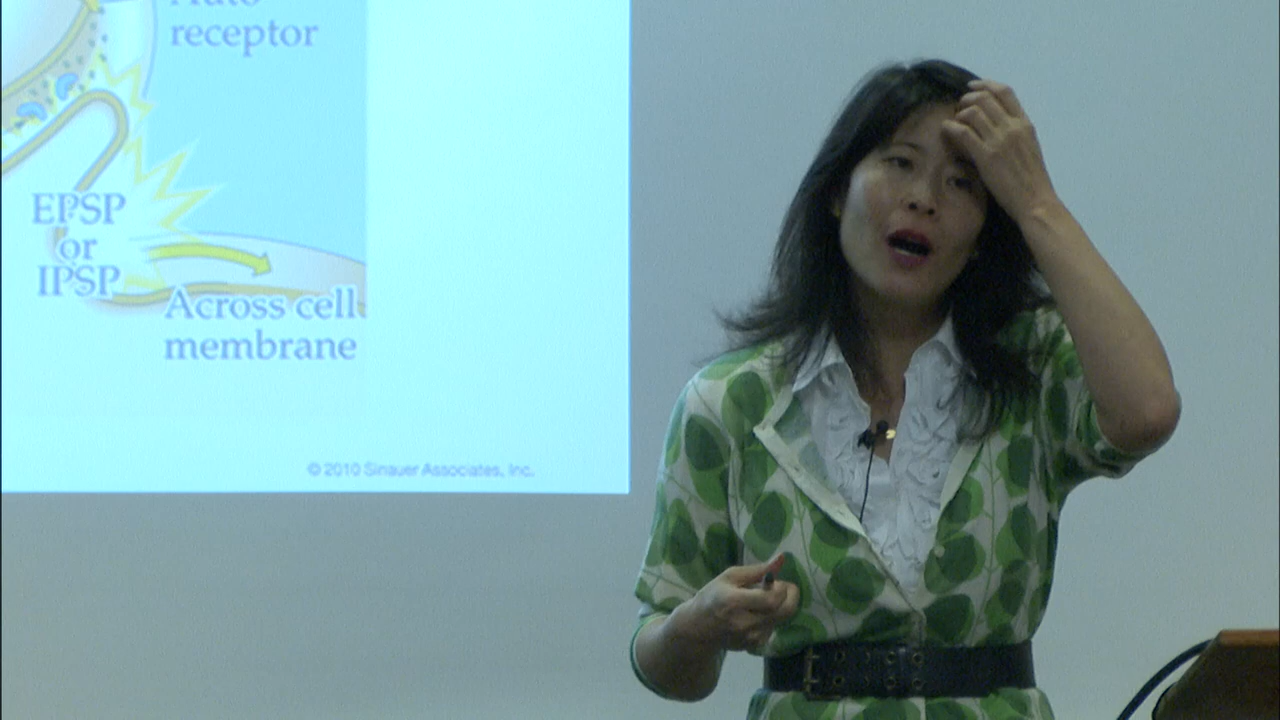 receptor
EPSP
or
IPSP
Across cell
membrane
© 2010 Sinauer Associates, Inc.